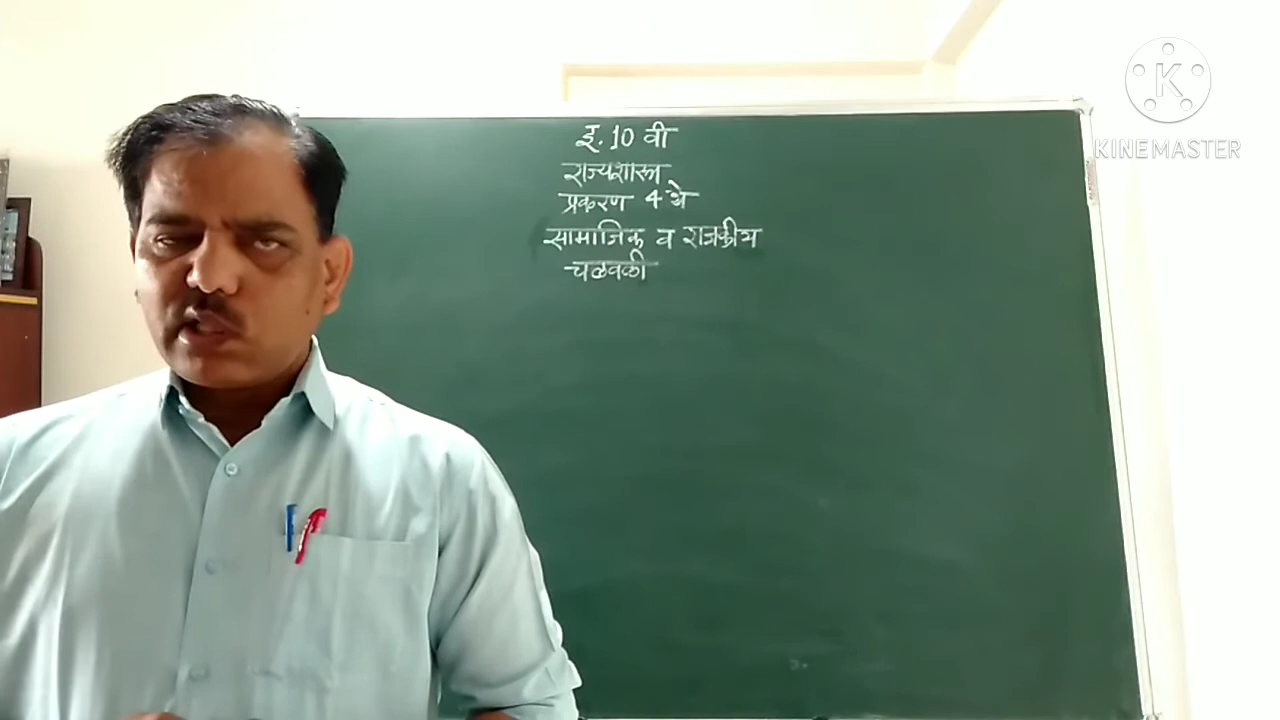 इ. 10 वी
राज्यशास्त्र
प्रकरण 4 थे
सामाजिक व राजकीय
चळवळी
K
KINEMASTER